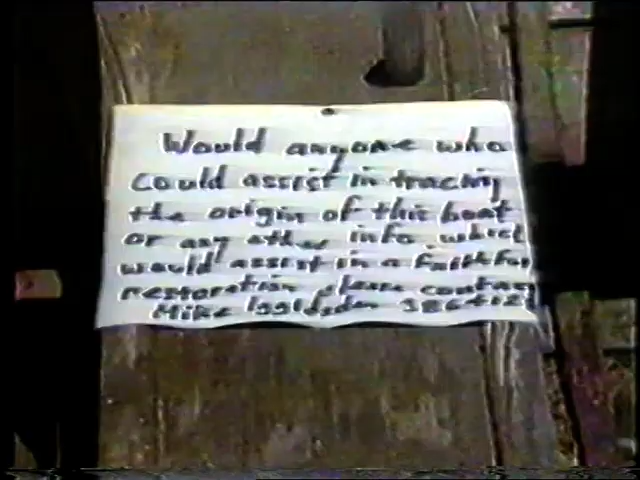 Would anyone who
could assist in tracing
the origin of this boat
or any other info. which
would assist in a faithful
restoration please contact
Mike